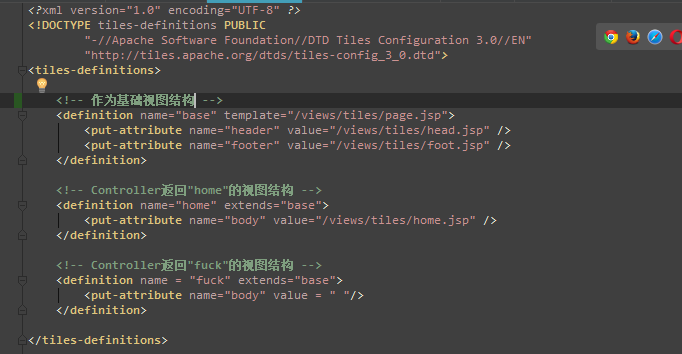 <?xml version="1.0" encoding="UTF-8" ?>
<!DOCTYPE tiles-definitions PUBLIC
"-//Apache Software Foundation//DTD Tiles Configuration 3.0//EN"
"http://tiles.apache.org/dtds/tiles-config_3_0.dtd">
<tiles-definitions>
<!-- 作为基础视图结构 -->
<definition name="base" template="/views/tiles/page.jsp">
<put-attribute name="header" value="/views/tiles/head.jsp" />
<put-attribute name="footer" value="/views/tiles/foot.jsp" />
</definition>
<!-- Controller返回"home"的视图结构 -->
<definition name="home" extends="base">
<put-attribute name="body" value="/views/tiles/home.jsp" />
</definition>
<!-- Controller返回"fuck"的视图结构 -->
<definition name = "fuck" extends="base">
<put-attribute name="body" value = " "/>
</definition>
</tiles-definitions>